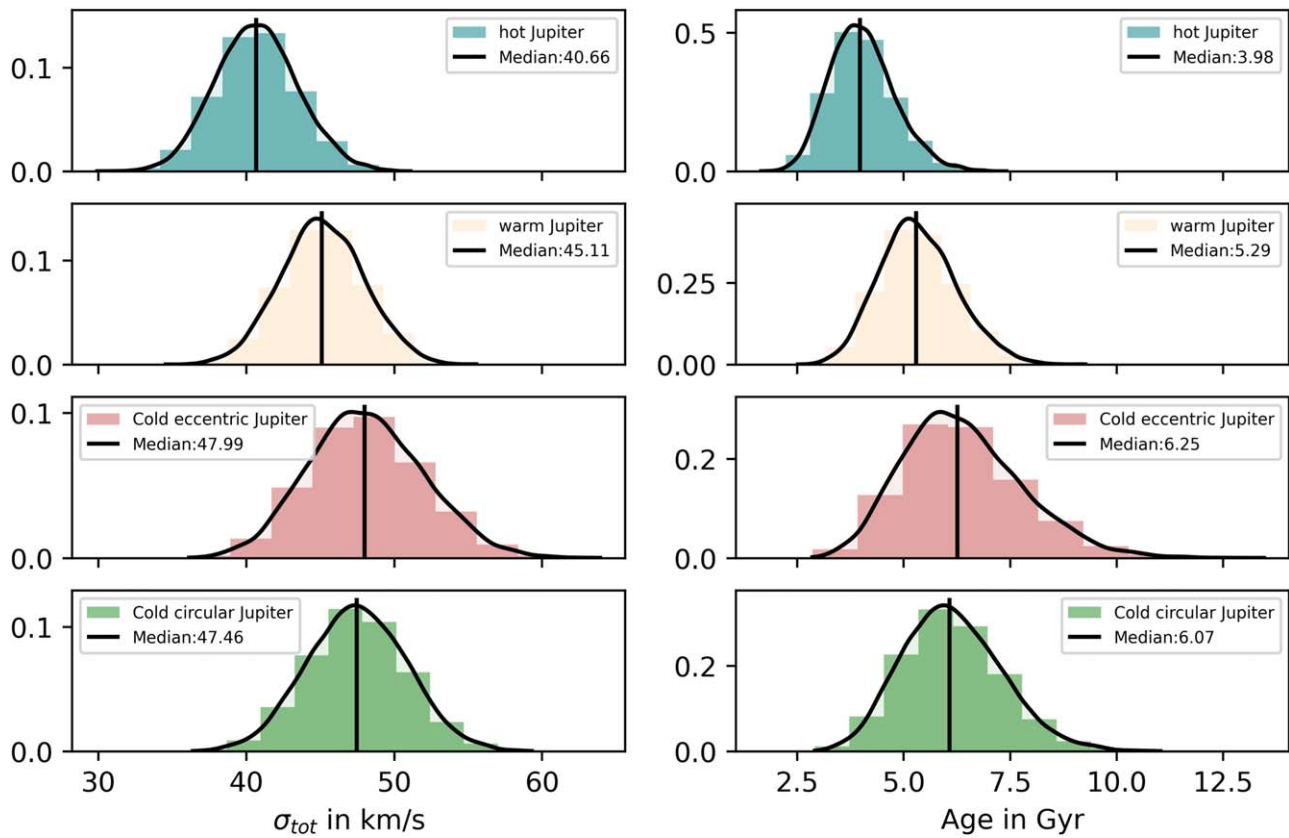 hot Jupiter
Median:40.66
0.1
0.0
hot Jupiter
Median:3.98
0.5
0.0
warm Jupiter
Median:45.11
0.1
0.0
warm Jupiter
Median:5.29
0.25
0.00
Cold eccentric Jupiter
Median:47.99
0.1
0.0
Cold eccentric Jupiter
Median:6.25
0.2
0.0
Cold circular Jupiter
Median:47.46
0.1
0.0
Cold circular Jupiter
Median:6.07
0.2
0.0
30 40 50 60
2.5 5.0 7.5 10.0 12.5
σtot in km/s
Age in Gyr